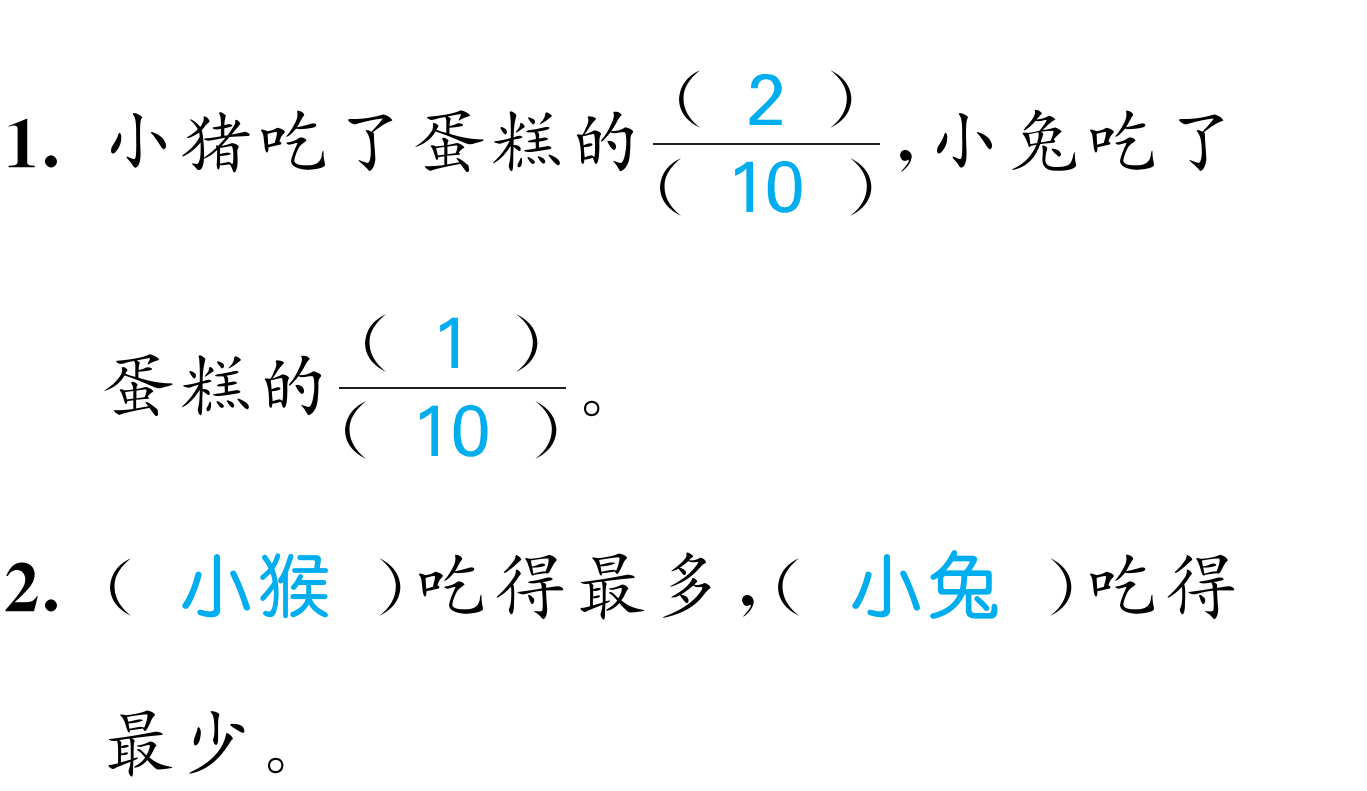 1. 小猪吃了蛋糕的( 2 )/( 10 ),小兔吃了
蛋糕的( 1 )/( 10 )。
2. ( 小猴 )吃得最多,( 小兔 )吃得
最少。